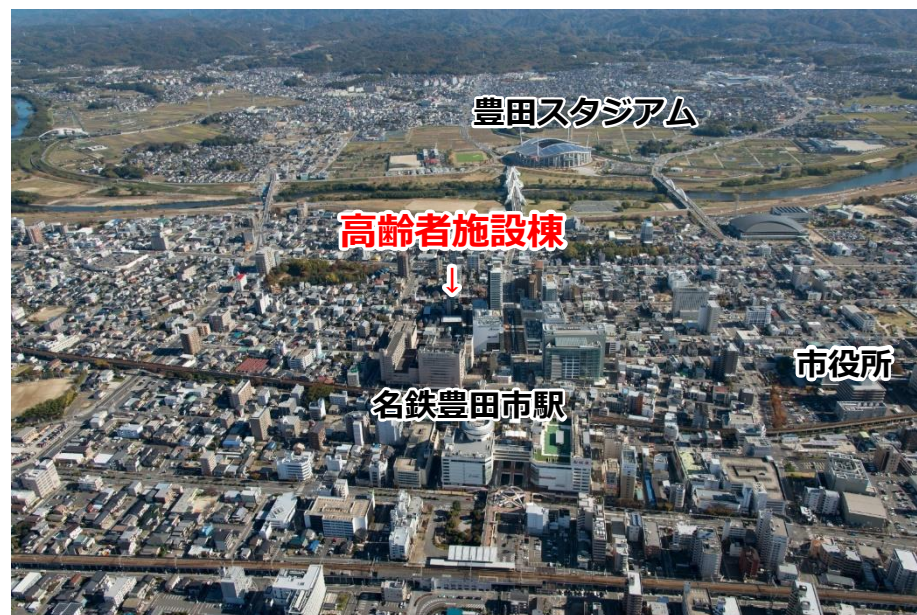 豊田スタジアム
高齢者施設棟
↓
市役所
名鉄豊田市駅